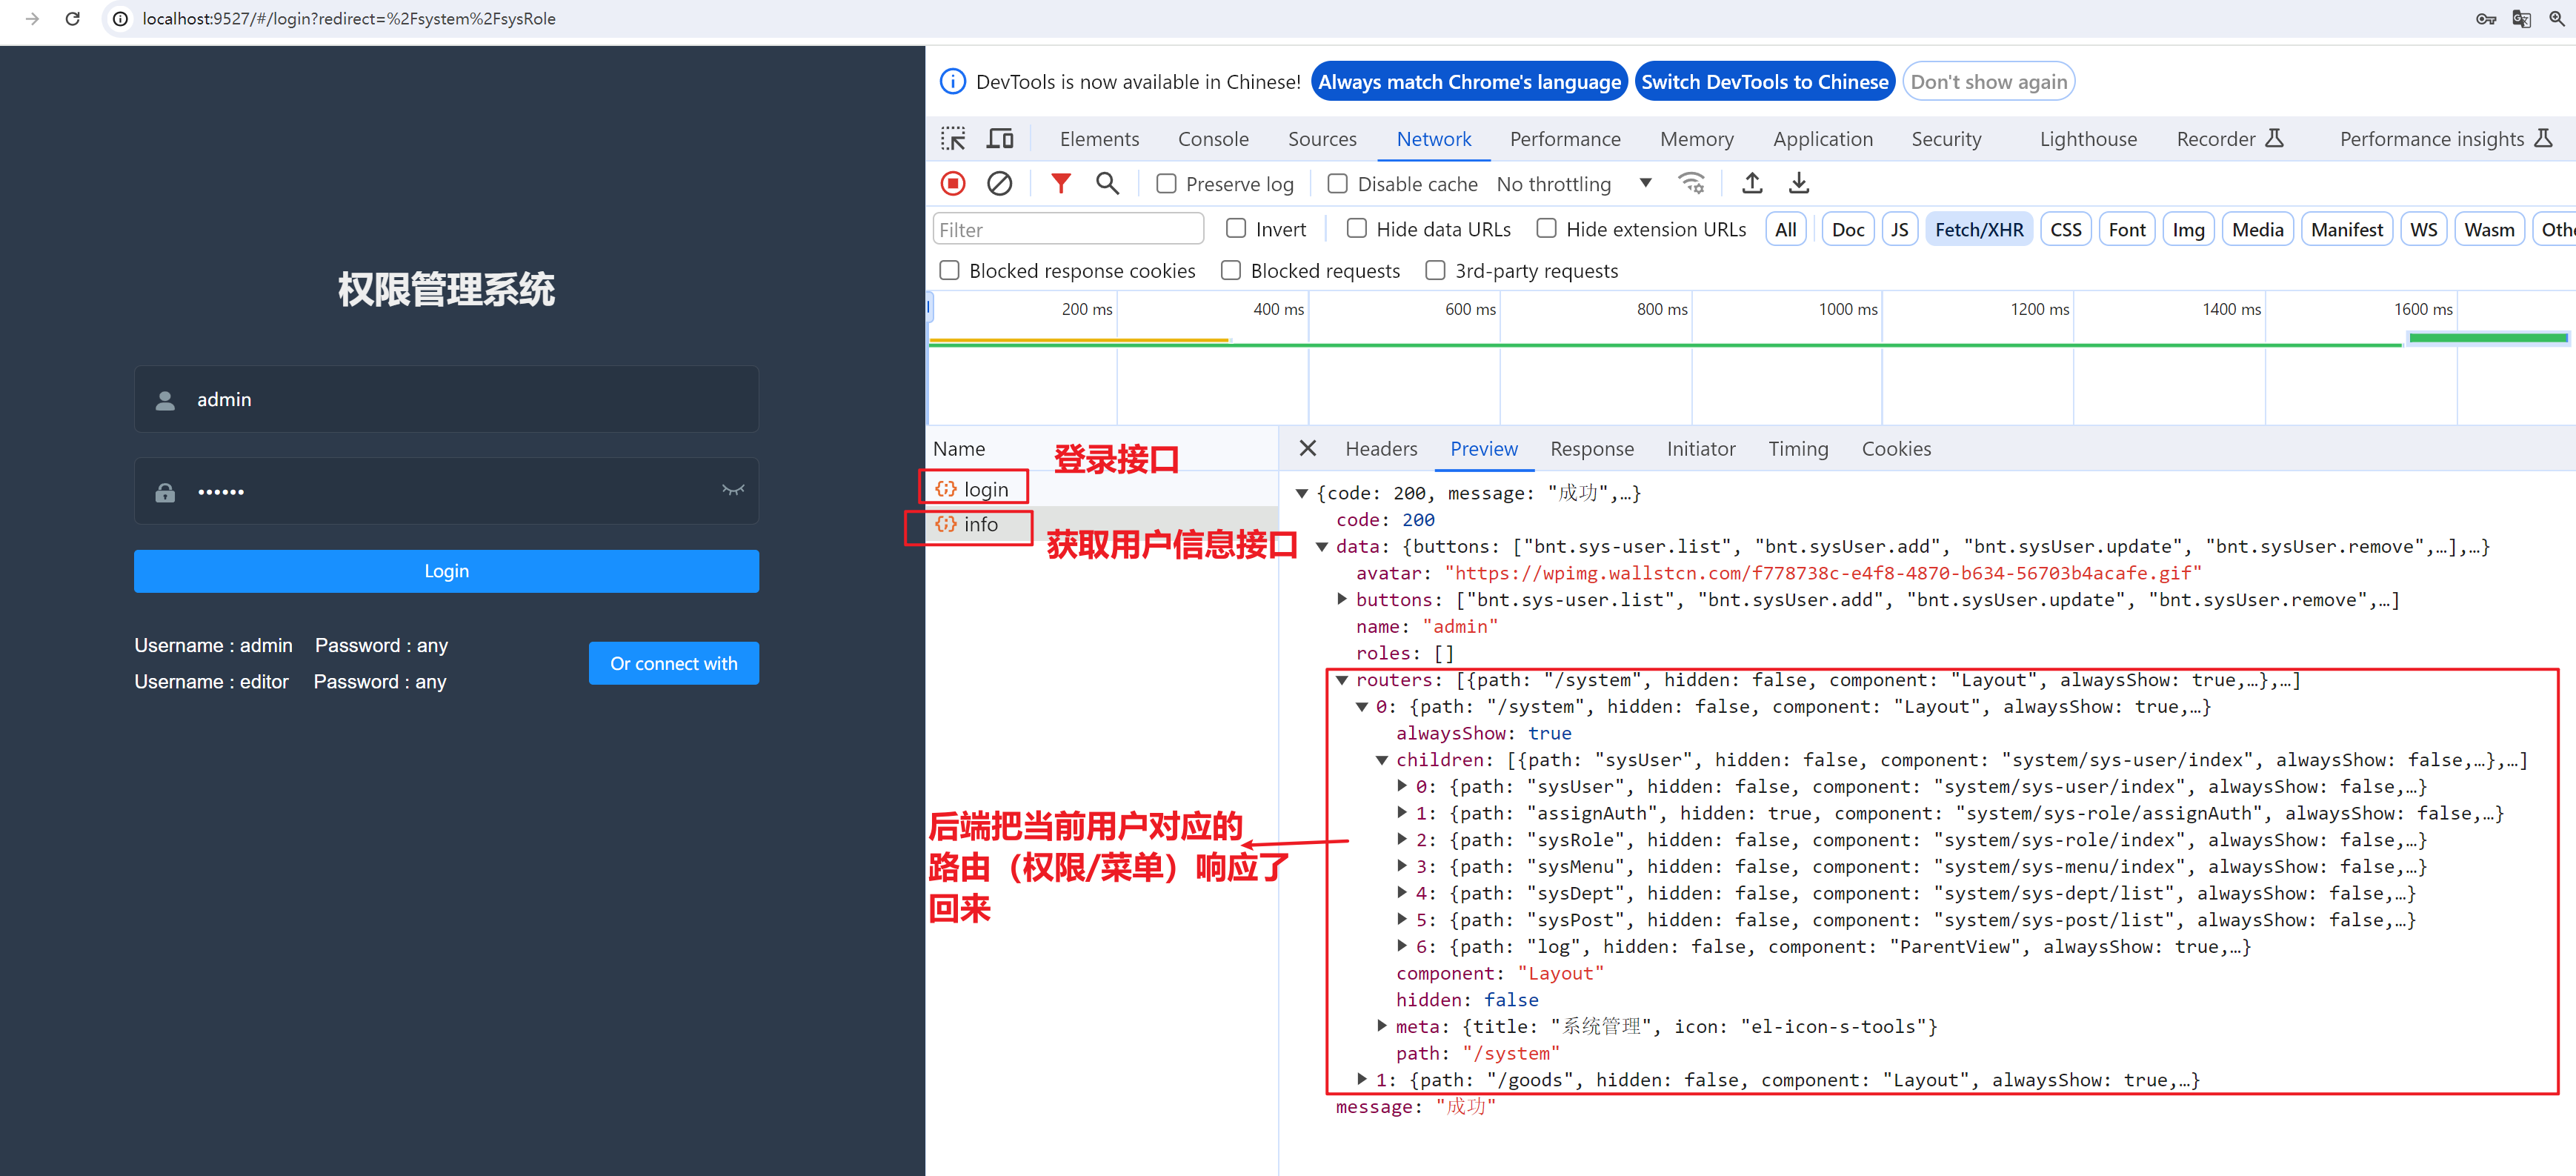 localhost:9527/#/login?redirect=%2Fsystem%2FsysRole
权限管理系统
admin
••••••
Login
Username : admin Password : any
Username : editor Password : any
Or connect with
DevTools is now available in Chinese! Always match Chrome's language Switch DevTools to Chinese Don't show again
Elements Console Sources Network Performance Memory Application Security Lighthouse Recorder Performance insights
Preserve log Disable cache No throttling
Filter Invert Hide data URLs Hide extension URLs All Doc JS Fetch/XHR CSS Font Img Media Manifest WS Wasm Othe
Blocked response cookies Blocked requests 3rd-party requests
200 ms 400 ms 600 ms 800 ms 1000 ms 1200 ms 1400 ms 1600 ms
Name
登录接口
login
info
获取用户信息接口
后端把当前用户对应的
路由（权限/菜单）响应了
回来
Headers Preview Response Initiator Timing Cookies
{code: 200, message: "成功",…}
code: 200
data: {buttons: ["bnt.sys-user.list", "bnt.sysUser.add", "bnt.sysUser.update", "bnt.sysUser.remove",…],…}
avatar: "https://wpimg.wallstcn.com/f778738c-e4f8-4870-b634-56703b4acafe.gif"
buttons: ["bnt.sys-user.list", "bnt.sysUser.add", "bnt.sysUser.update", "bnt.sysUser.remove",…]
name: "admin"
roles: []
routers: [{path: "/system", hidden: false, component: "Layout", alwaysShow: true,…},…]
0: {path: "/system", hidden: false, component: "Layout", alwaysShow: true,…}
alwaysShow: true
children: [{path: "sysUser", hidden: false, component: "system/sys-user/index", alwaysShow: false,…},…]
0: {path: "sysUser", hidden: false, component: "system/sys-user/index", alwaysShow: false,…}
1: {path: "assignAuth", hidden: true, component: "system/sys-role/assignAuth", alwaysShow: false,…}
2: {path: "sysRole", hidden: false, component: "system/sys-role/index", alwaysShow: false,…}
3: {path: "sysMenu", hidden: false, component: "system/sys-menu/index", alwaysShow: false,…}
4: {path: "sysDept", hidden: false, component: "system/sys-dept/list", alwaysShow: false,…}
5: {path: "sysPost", hidden: false, component: "system/sys-post/list", alwaysShow: false,…}
6: {path: "log", hidden: false, component: "ParentView", alwaysShow: true,…}
component: "Layout"
hidden: false
meta: {title: "系统管理", icon: "el-icon-s-tools"}
path: "/system"
1: {path: "/goods", hidden: false, component: "Layout", alwaysShow: true,…}
message: "成功"